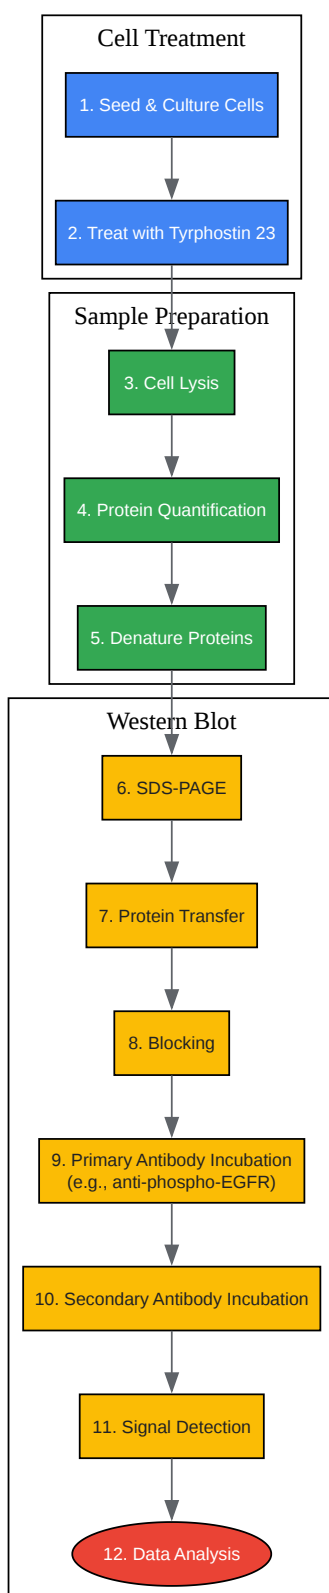 Cell Treatment
1. Seed & Culture Cells
2. Treat with Tyrphostin 23
Sample Preparation
3. Cell Lysis
4. Protein Quantification
5. Denature Proteins
Western Blot
6. SDS-PAGE
7. Protein Transfer
8. Blocking
9. Primary Antibody Incubation
(e.g., anti-phospho-EGFR)
10. Secondary Antibody Incubation
11. Signal Detection
12. Data Analysis